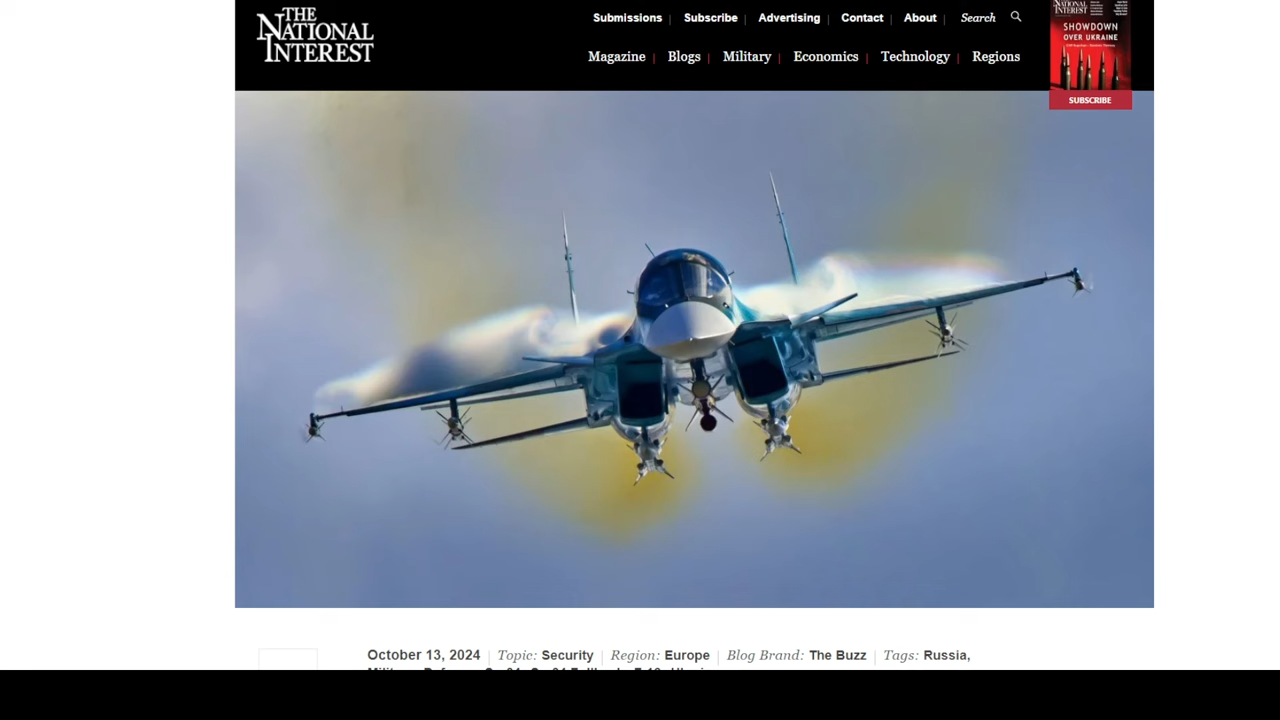 THE
NATIONAL
INTEREST
Submissions | Subscribe | Advertising | Contact | About | Search
Magazine | Blogs | Military | Economics | Technology | Regions
SHOWDOWN
OVER UKRAINE
SUBSCRIBE
October 13, 2024 | Topic: Security | Region: Europe | Blog Brand: The Buzz | Tags: Russia,